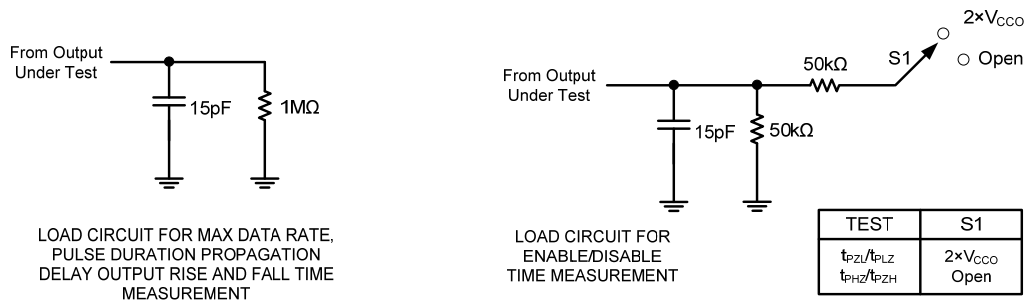 From Output
Under Test
15pF
1MΩ
LOAD CIRCUIT FOR MAX DATA RATE,
PULSE DURATION PROPAGATION
DELAY OUTPUT RISE AND FALL TIME
MEASUREMENT
From Output
Under Test
15pF
50kΩ
50kΩ
S1
2×VCCO
Open
LOAD CIRCUIT FOR
ENABLE/DISABLE
TIME MEASUREMENT
TEST S1
tPZL/tPLZ 2×VCCO
tPHZ/tPZH Open